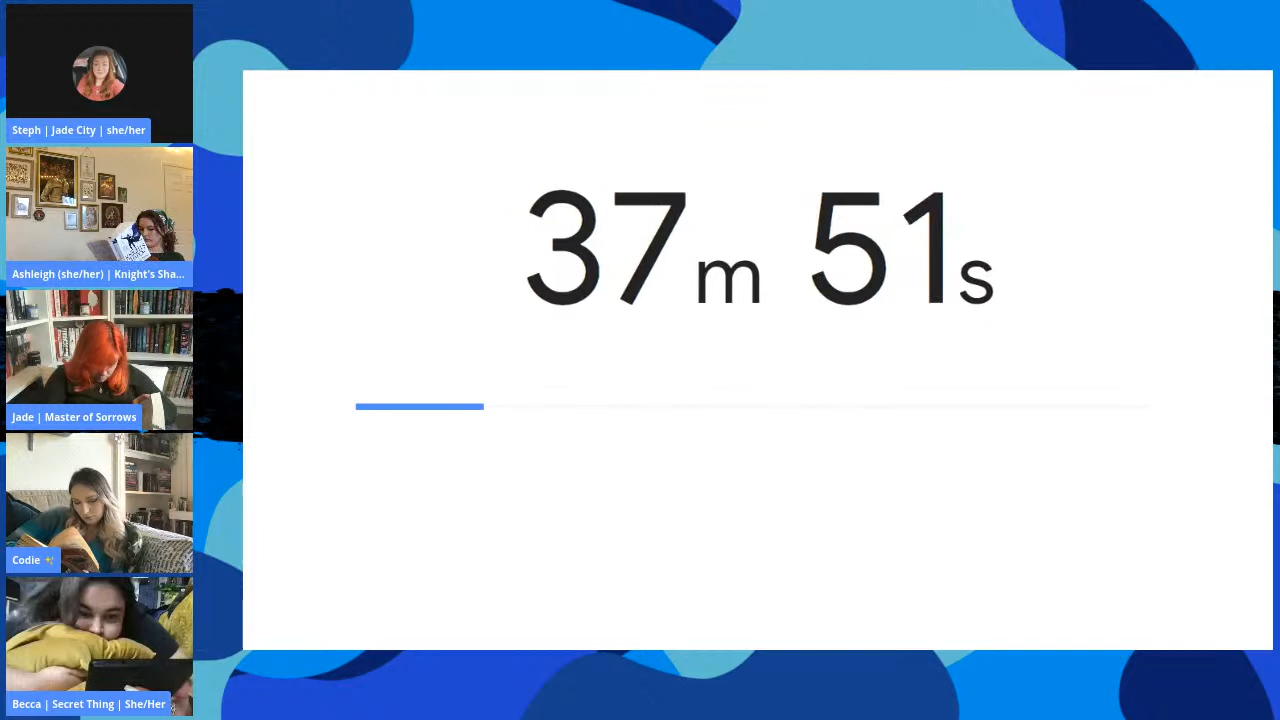 Steph | Jade City | she/her
Ashleigh (she/her) | Knight's Sha...
Jade | Master of Sorrows
Codie ✨
Becca | Secret Thing | She/Her
37m 51s